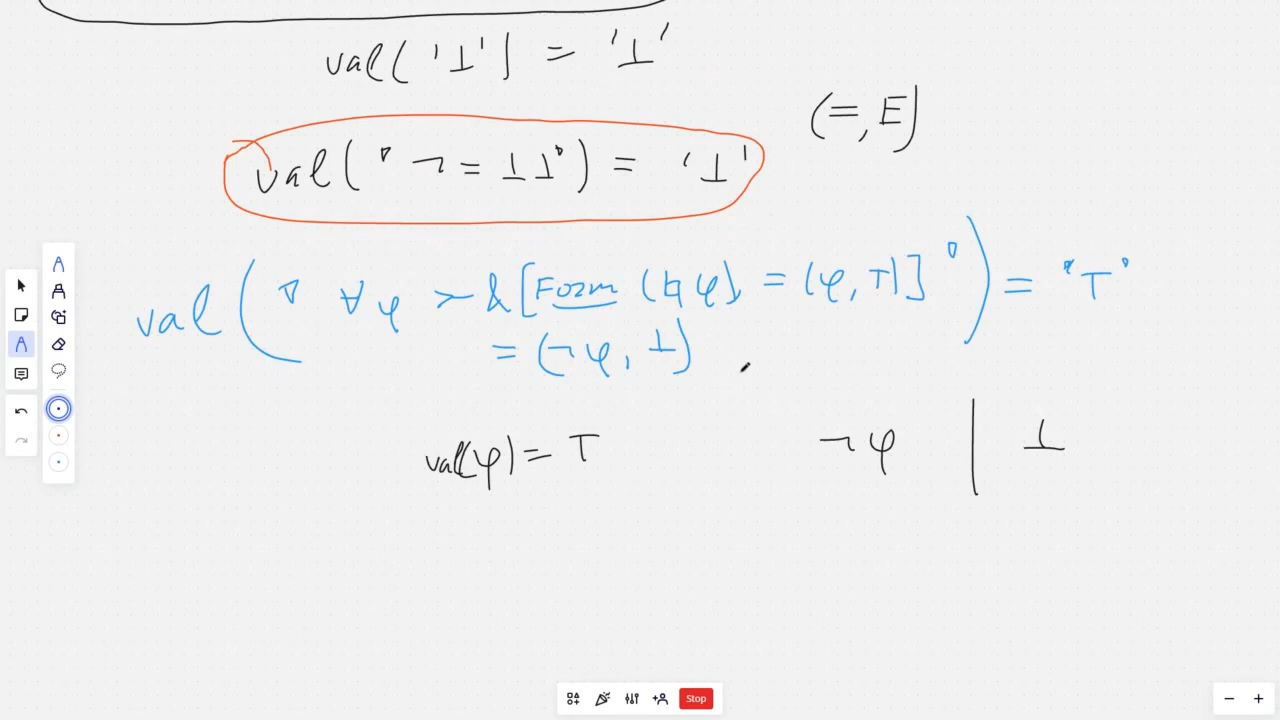 val( '⊥' ) = '⊥'
(=, E)
val( ⌜ ¬ = ⊥⊥⌝ ) = '⊥'
val( ⌜ ∀φ ≻ & [Form (⌜φ) = (φ, ⊤)] ⌝ ) = '⊤'
= (¬φ, ⊥)
val(φ) = ⊤
¬φ | ⊥
Stop